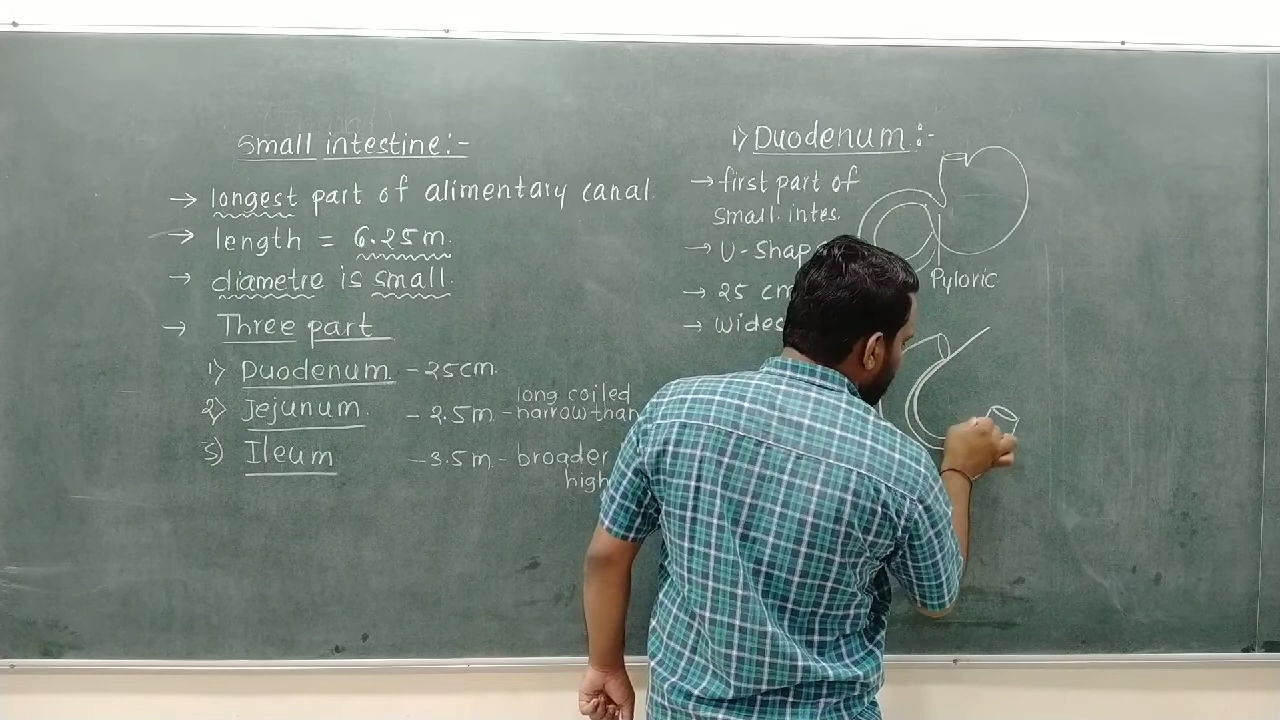 Small intestine:-
→ longest part of alimentary canal.
→ length = 6.25m.
→ diametre is small.
→ Three part
1) Duodenum - 25cm.
2) Jejunum. - 2.5m - long coiled
narrow than
3) Ileum - 3.5m - broader
high
1) Duodenum:-
→ first part of
small intes.
→ U-shap
→ 25 cm
→ wides
Pyloric